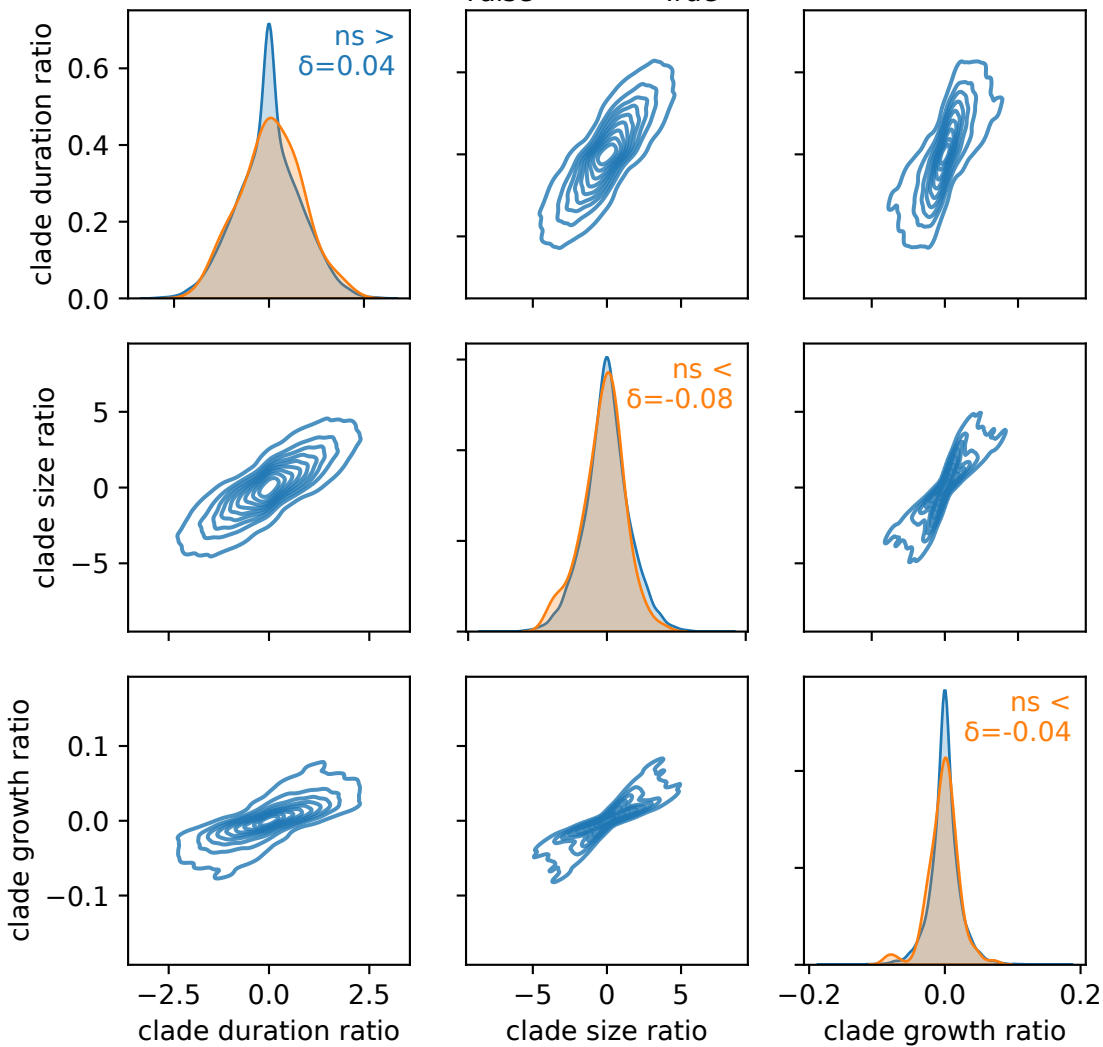 clade duration ratio
0.6
0.4
0.2
0.0
ns >
δ=0.04
clade size ratio
5
0
−5
ns <
δ=-0.08
clade growth ratio
0.1
0.0
−0.1
ns <
δ=-0.04
−2.5 0.0 2.5
−5 0 5
−0.2 0.0 0.2
clade duration ratio
clade size ratio
clade growth ratio